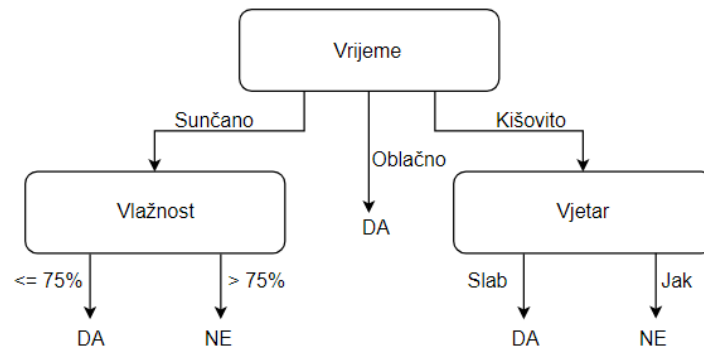 Vrijeme
Sunčano
Kišovito
Oblačno
Vlažnost
DA
Vjetar
<= 75%
> 75%
Slab
Jak
DA
NE
DA
NE